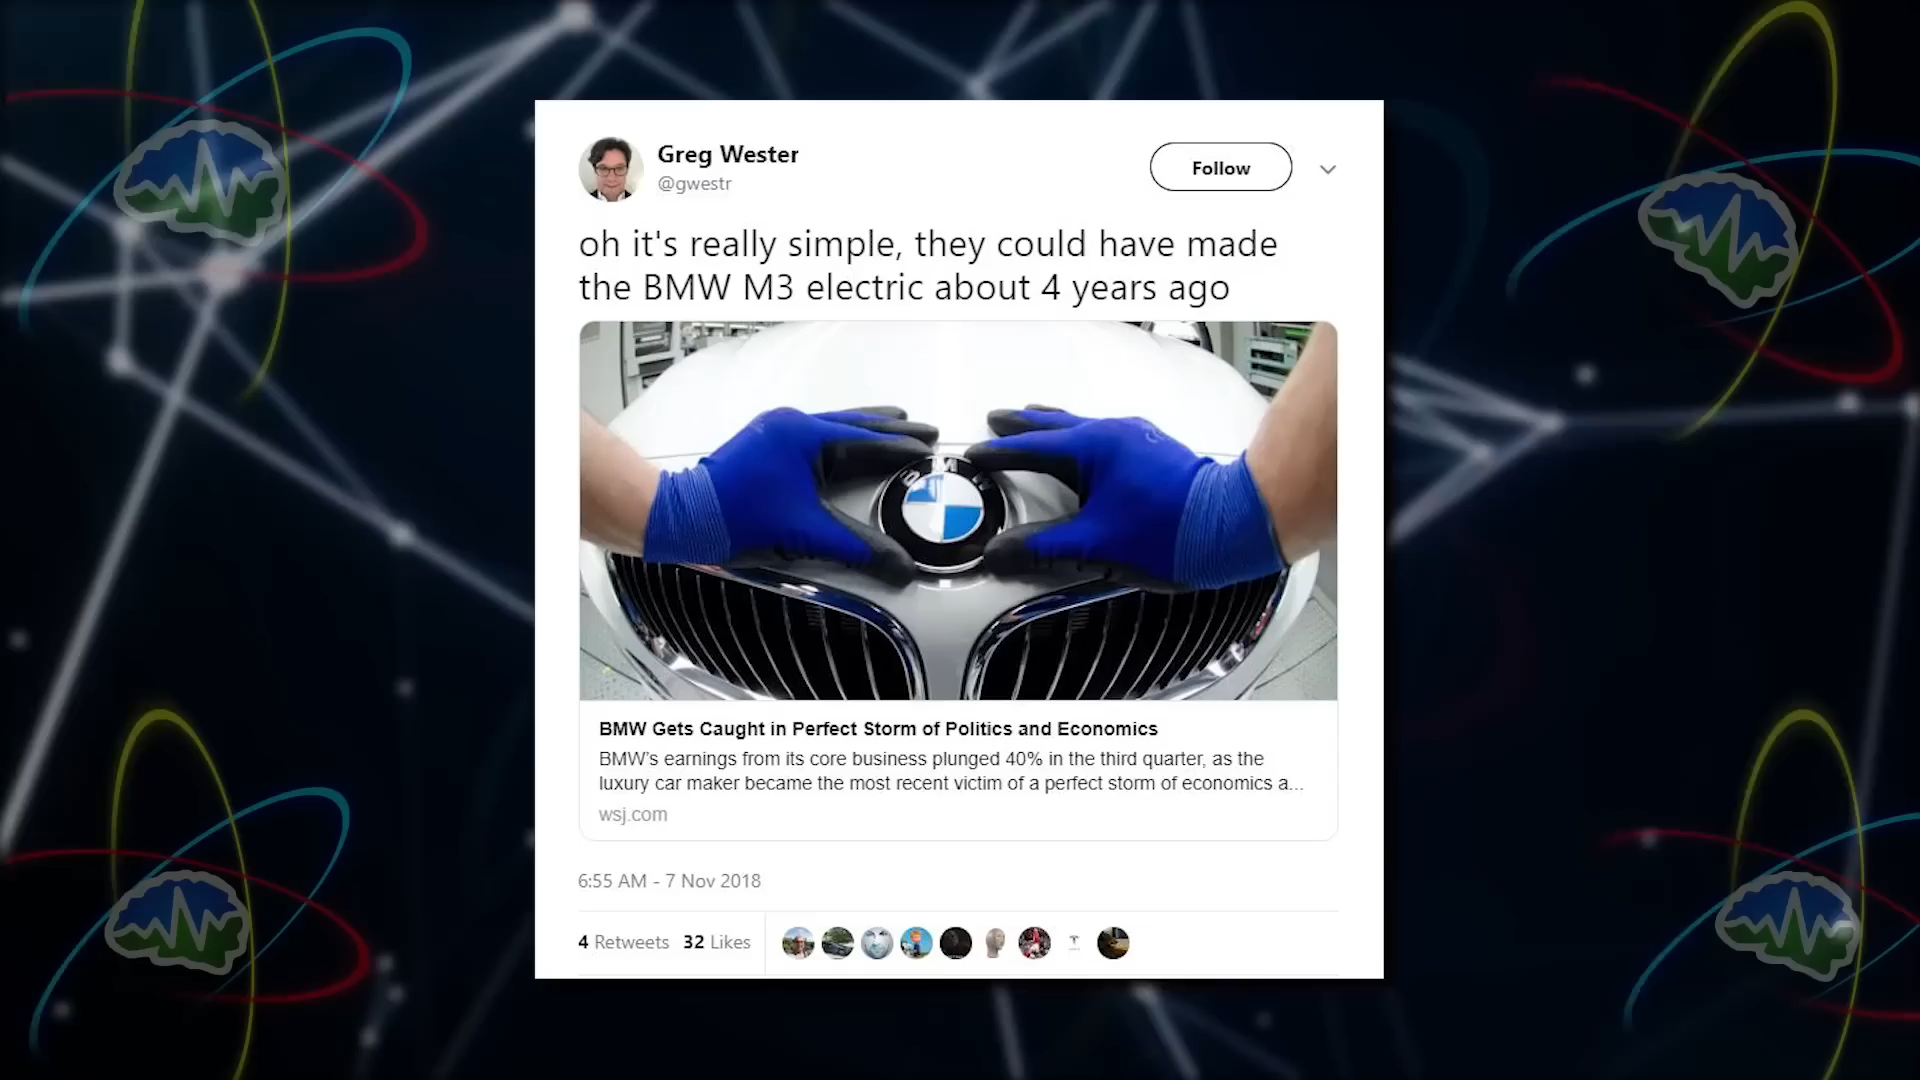 Greg Wester
@gwestr
Follow
oh it's really simple, they could have made
the BMW M3 electric about 4 years ago
BMW
BMW Gets Caught in Perfect Storm of Politics and Economics
BMW's earnings from its core business plunged 40% in the third quarter, as the
luxury car maker became the most recent victim of a perfect storm of economics a...
wsj.com
6:55 AM - 7 Nov 2018
4 Retweets 32 Likes